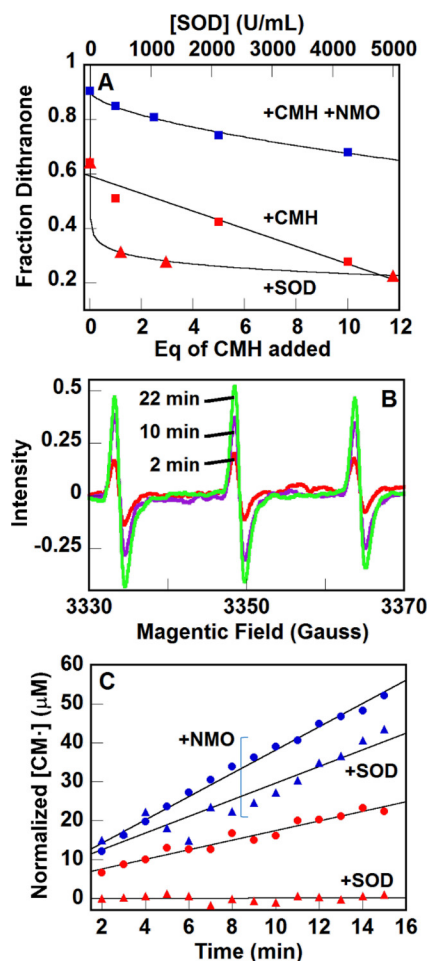 [SOD] (U/mL)
0 1000 2000 3000 4000 5000
A
1
0.8
0.6
0.4
0.2
Fraction Dithranone
+CMH +NMO
+CMH
+SOD
0 2 4 6 8 10 12
Eq of CMH added
B
0.5
0.25
0
-0.25
Intensity
22 min
10 min
2 min
3330 3350 3370
Magentic Field (Gauss)
C
60
50
40
30
20
10
0
Normalized [CM·] (µM)
+NMO
+SOD
+SOD
2 4 6 8 10 12 14 16
Time (min)